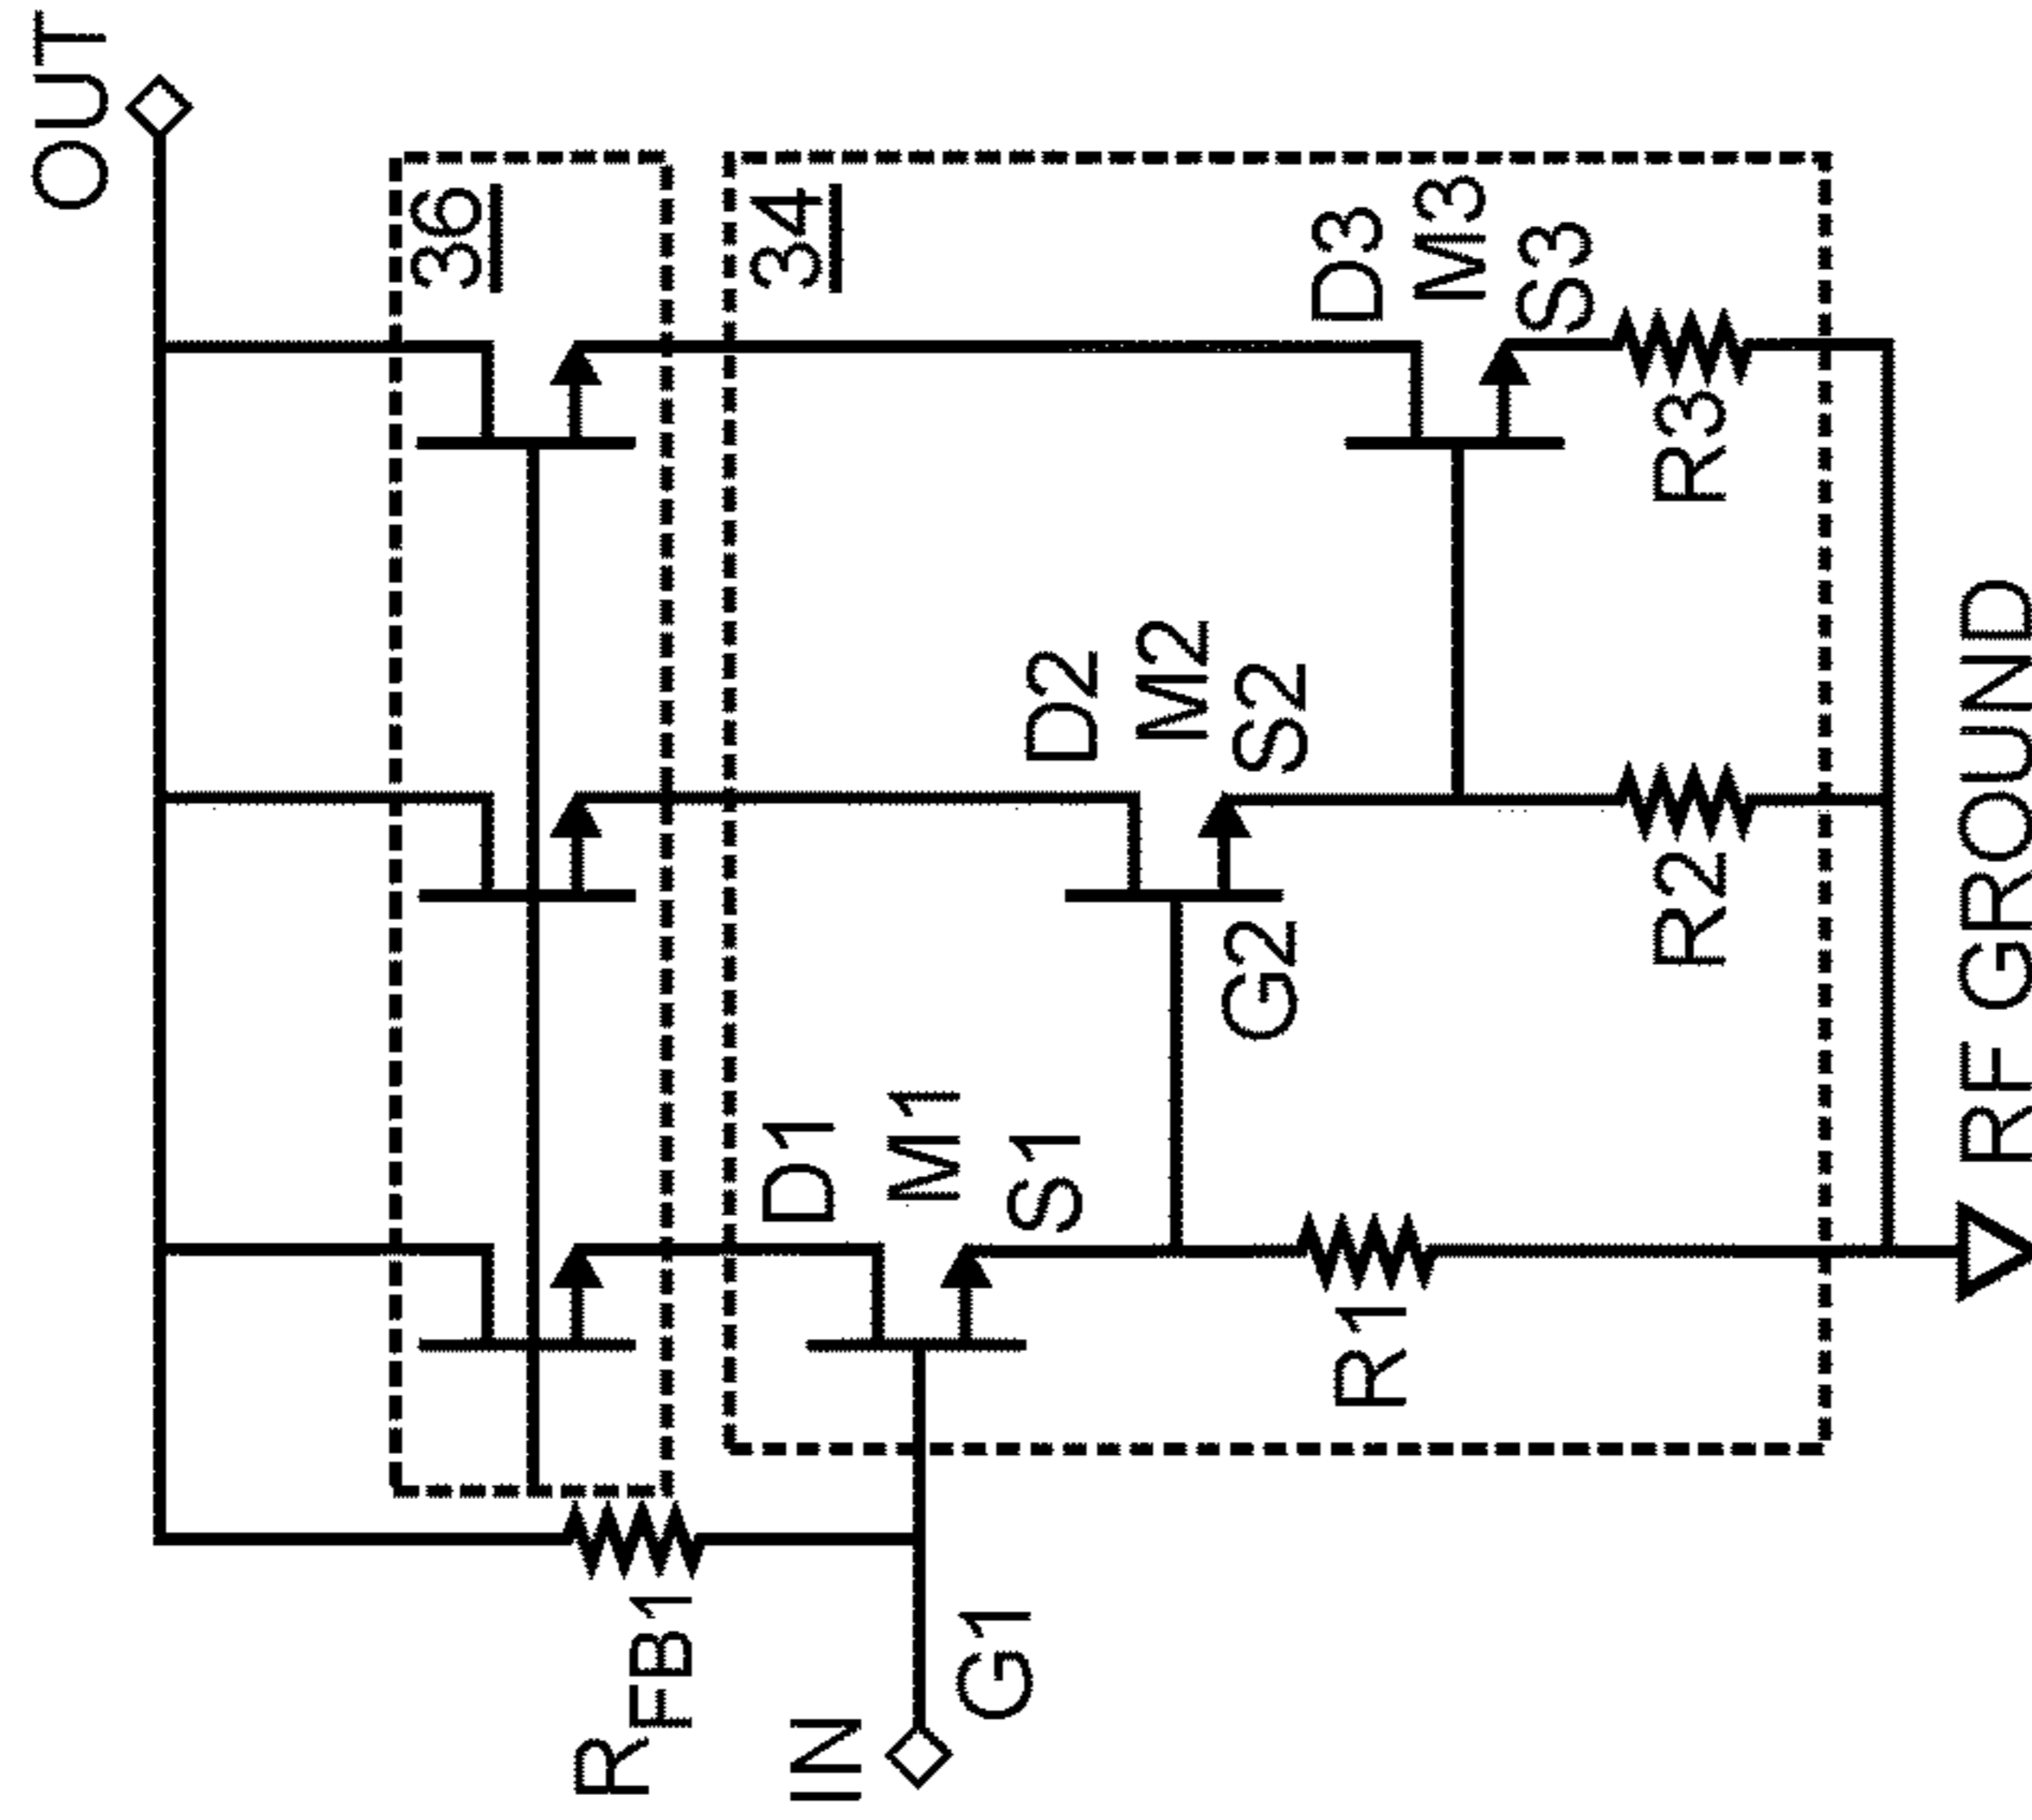 OUT
36
34
D3
M3
S3
R3
D2
M2
S2
G2
R2
D1
M1
S1
R1
RFB1
IN
G1
RF GROUND